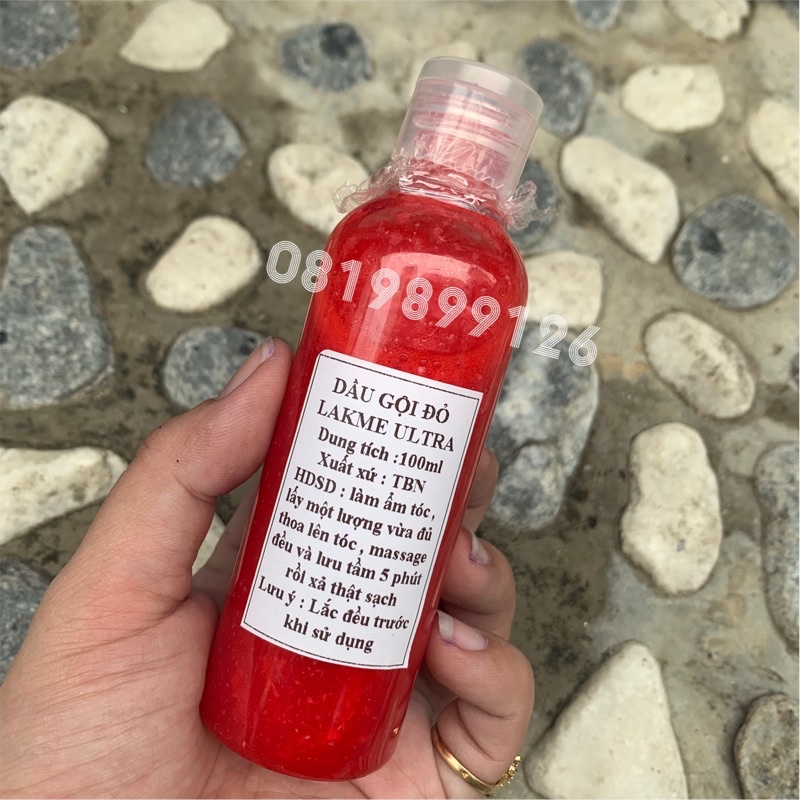 0819899126
DẦU GỘI ĐỎ
LAKME ULTRA
Dung tích :100ml
Xuất xứ : TBN
HDSD : làm ẩm tóc ,
lấy một lượng vừa đủ
thoa lên tóc , massage
đều và lưu tầm 5 phút
rồi xả thật sạch
Lưu ý : Lắc đều trước
khi sử dụng